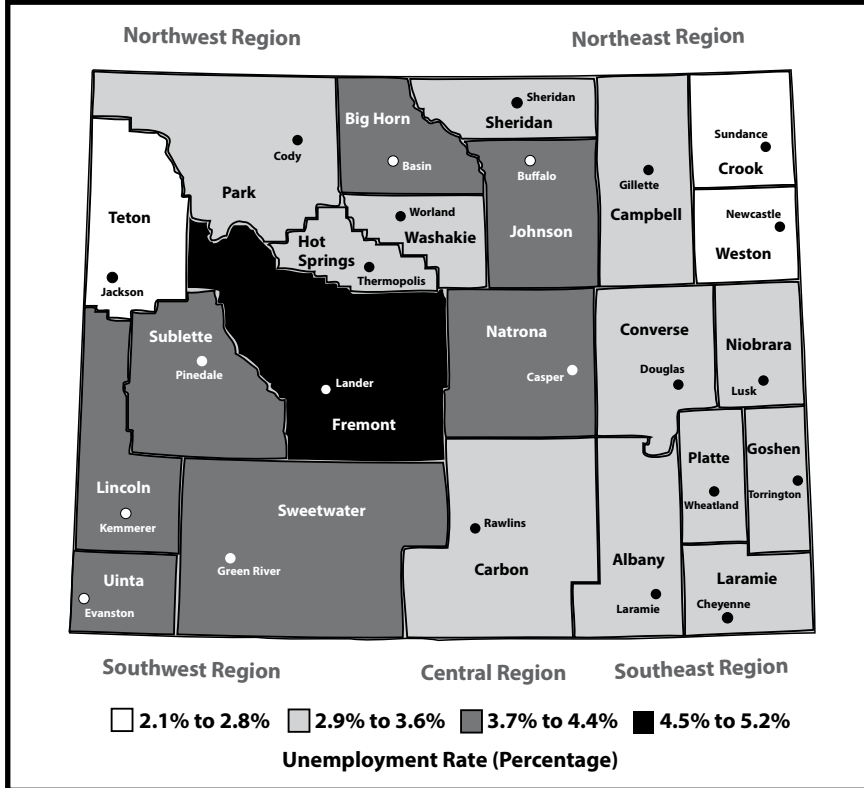 Northwest Region
Northeast Region
Sheridan
Sheridan
Big Horn
Basin
Cody
Park
Buffalo
Johnson
Gillette
Campbell
Sundance
Crook
Newcastle
Weston
Teton
Jackson
Worland
Washakie
Hot
Springs
Thermopolis
Sublette
Pinedale
Lander
Fremont
Natrona
Casper
Converse
Douglas
Niobrara
Lusk
Platte
Wheatland
Goshen
Torrington
Lincoln
Kemmerer
Sweetwater
Green River
Rawlins
Carbon
Albany
Laramie
Laramie
Cheyenne
Uinta
Evanston
Southwest Region
Central Region
Southeast Region
2.1% to 2.8% 2.9% to 3.6% 3.7% to 4.4% 4.5% to 5.2%
Unemployment Rate (Percentage)